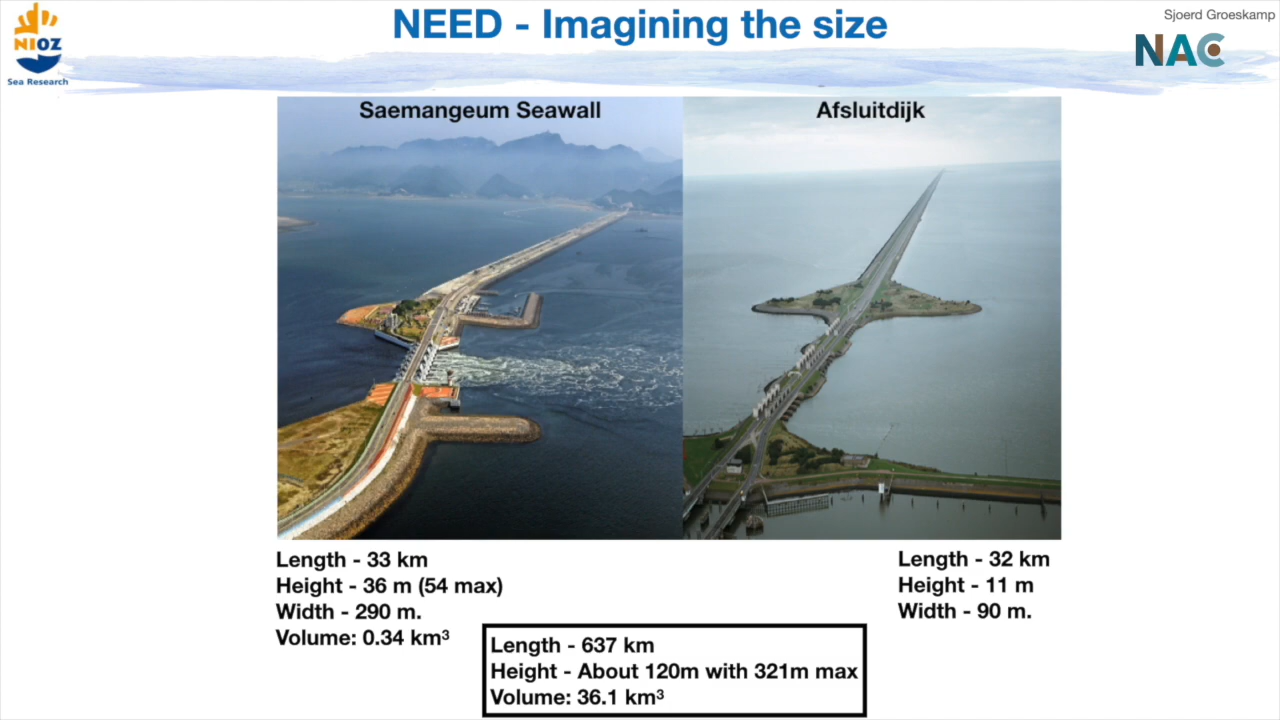 NEED - Imagining the size
Sjoerd Groeskamp
NIOZ
Sea Research
NAC
Saemangeum Seawall
Afsluitdijk
Length - 33 km
Height - 36 m (54 max)
Width - 290 m.
Volume: 0.34 km³
Length - 32 km
Height - 11 m
Width - 90 m.
Length - 637 km
Height - About 120m with 321m max
Volume: 36.1 km³